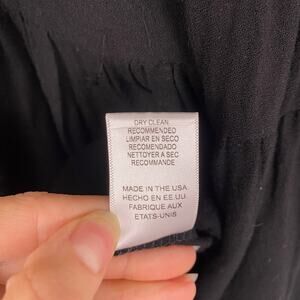 DRY CLEAN
RECOMMENDED
LIMPIAR EN SECO
RECOMENDADO
NETTOYER A SEC
RECOMMANDE
MADE IN THE USA
HECHO EN EE UU
FABRIQUE AUX
ETATS-UNIS